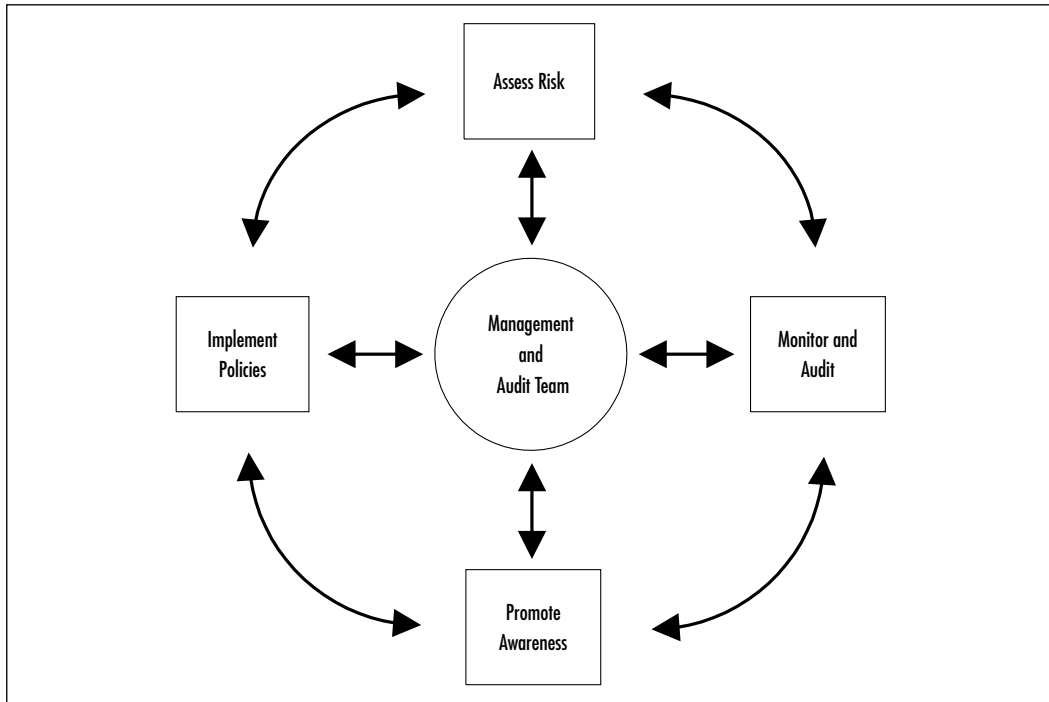 Assess Risk
Implement
Policies
Management
and
Audit Team
Monitor and
Audit
Promote
Awareness